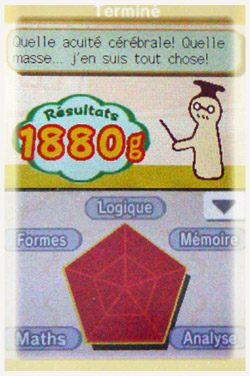 Terminé
Quelle acuité cérébrale! Quelle
masse... j'en suis tout chose!
Résultats
1880g
Logique
Formes
Mémoire
Maths
Analyse